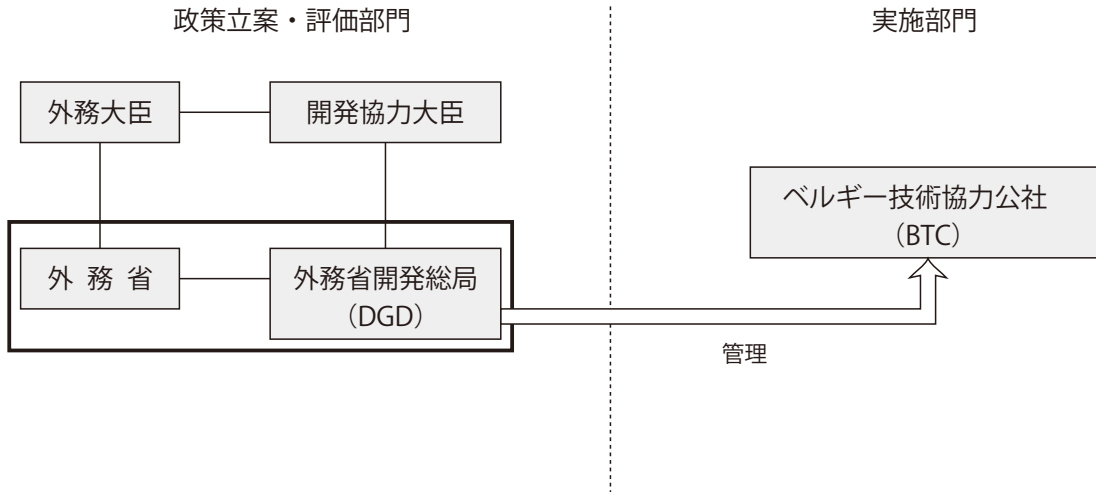 政策立案・評価部門
実施部門
外務大臣
開発協力大臣
ベルギー技術協力公社
（BTC）
外 務 省
外務省開発総局
（DGD）
管理